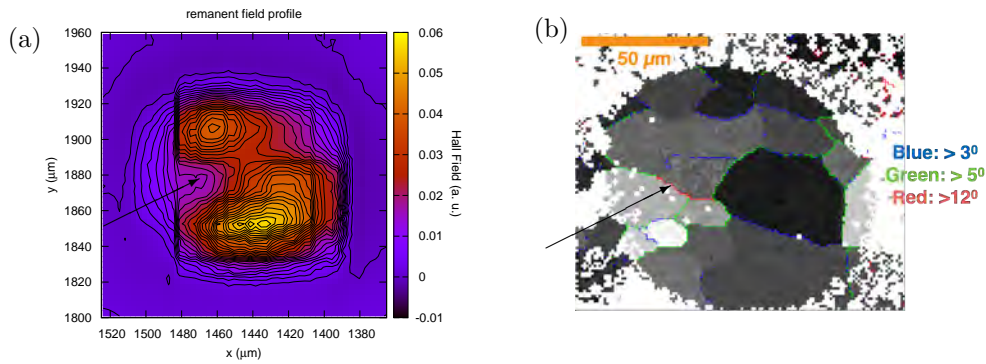 (a)
remanent field profile
1960
1940
1920
1900
1880
1860
1840
1820
1800
y (μm)
1520 1500 1480 1460 1440 1420 1400 1380
x (μm)
0.06
0.05
0.04
0.03
0.02
0.01
0
-0.01
Hall Field (a. u.)
(b)
50 μm
Blue: > 3⁰
Green: > 5⁰
Red: >12⁰